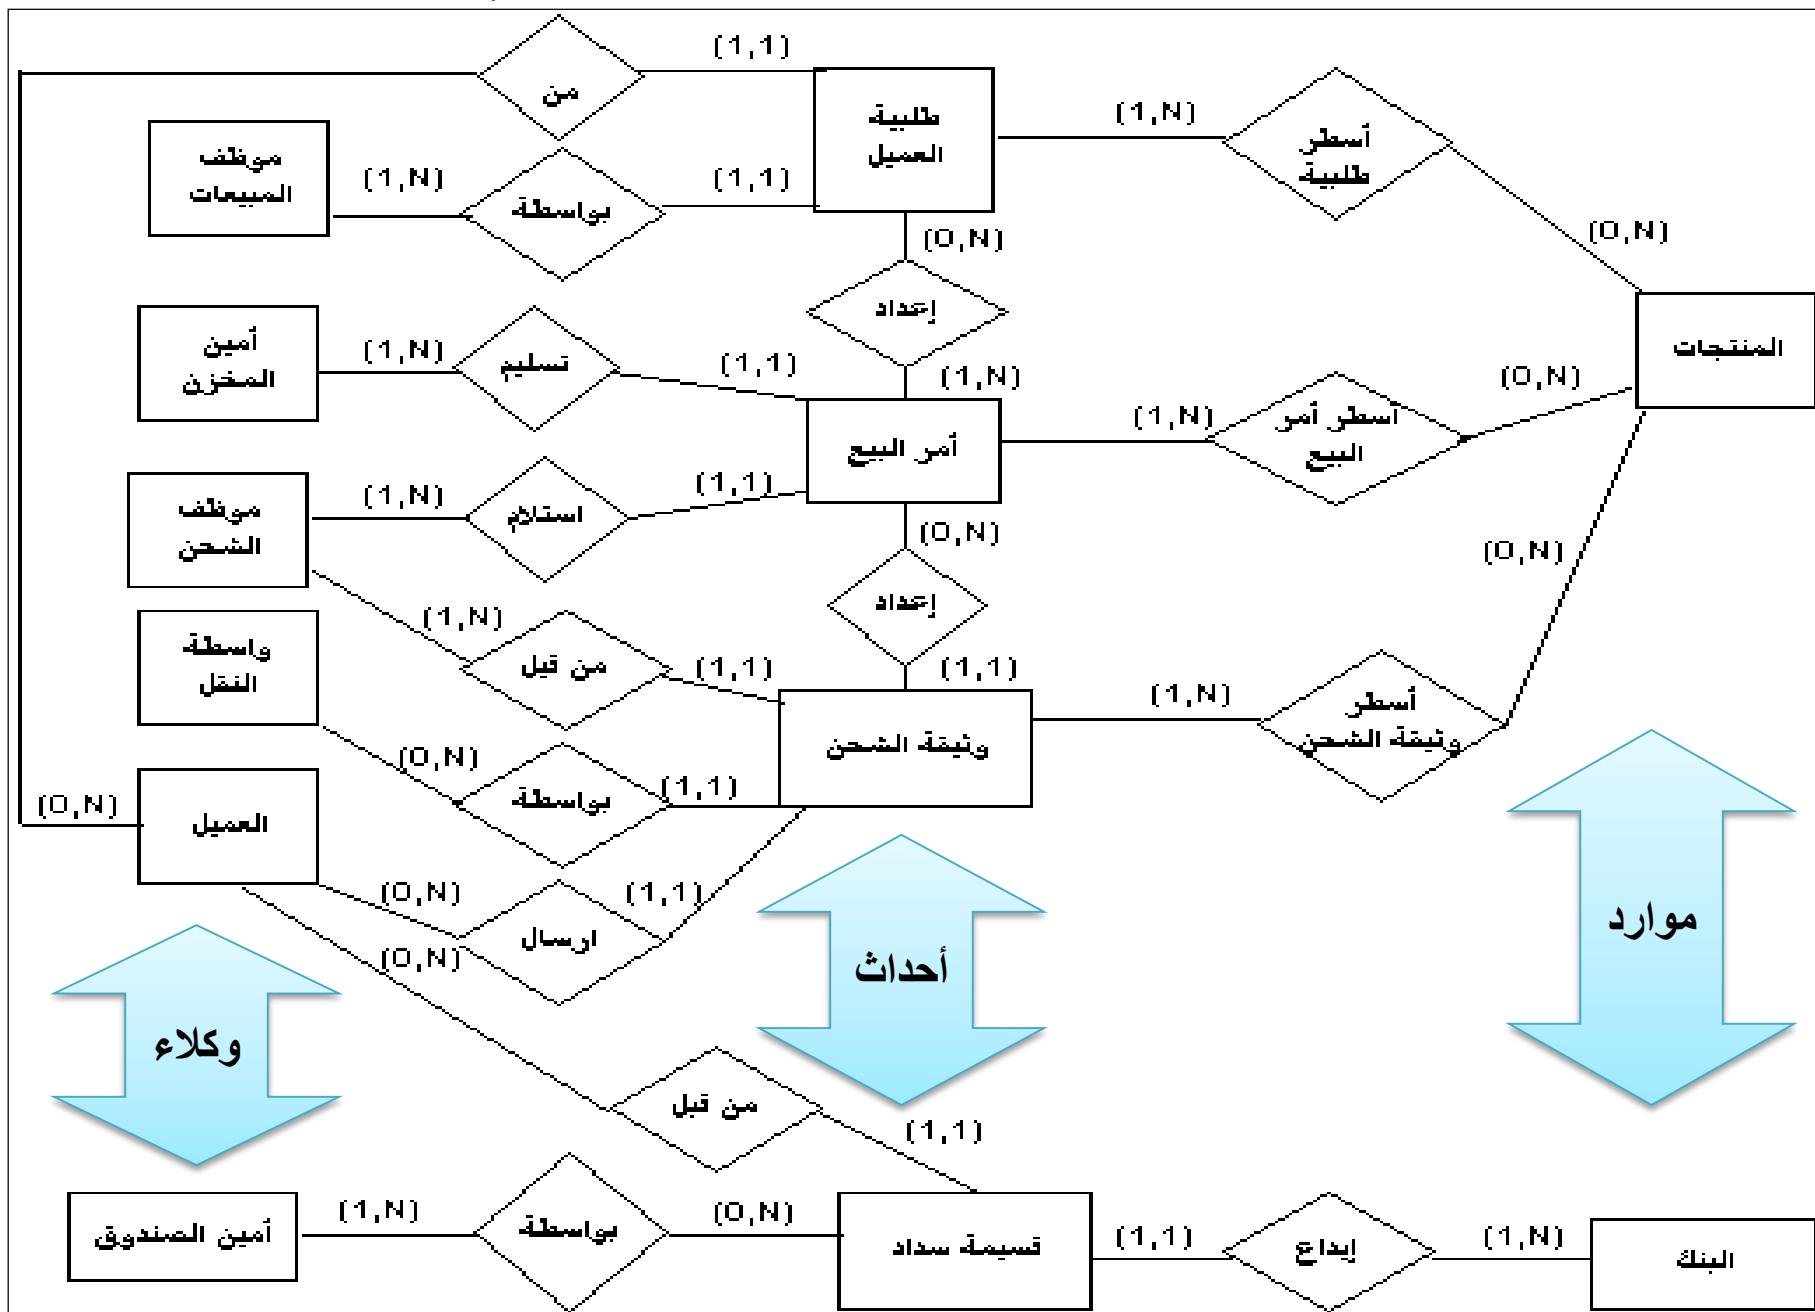 (1,1)
من
طلبية
العميل
(1,N)
أسطر
طلبية
موظف
المبيعات
(1,N)
بواسطة
(1,1)
(0,N)
(0,N)
إعداد
أمين
المخزن
(1,N)
تسليم
(1,1)
(1,N)
المنتجات
(0,N)
أمر البيع
(1,N)
أسطر أمر
البيع
موظف
الشحن
(1,N)
استلام
(1,1)
(0,N)
(0,N)
إعداد
(1,N)
واسطة
النقل
من قبل
(1,1)
(1,1)
(1,N)
أسطر
وثيقة الشحن
وثيقة الشحن
(0,N)
بواسطة
(1,1)
(0,N)
العميل
(0,N)
ارسال
(1,1)
(0,N)
موارد
أحداث
وكلاء
من قبل
(1,1)
أمين الصندوق
(1,N)
بواسطة
(0,N)
قسيمة سداد
(1,1)
إيداع
(1,N)
البنك